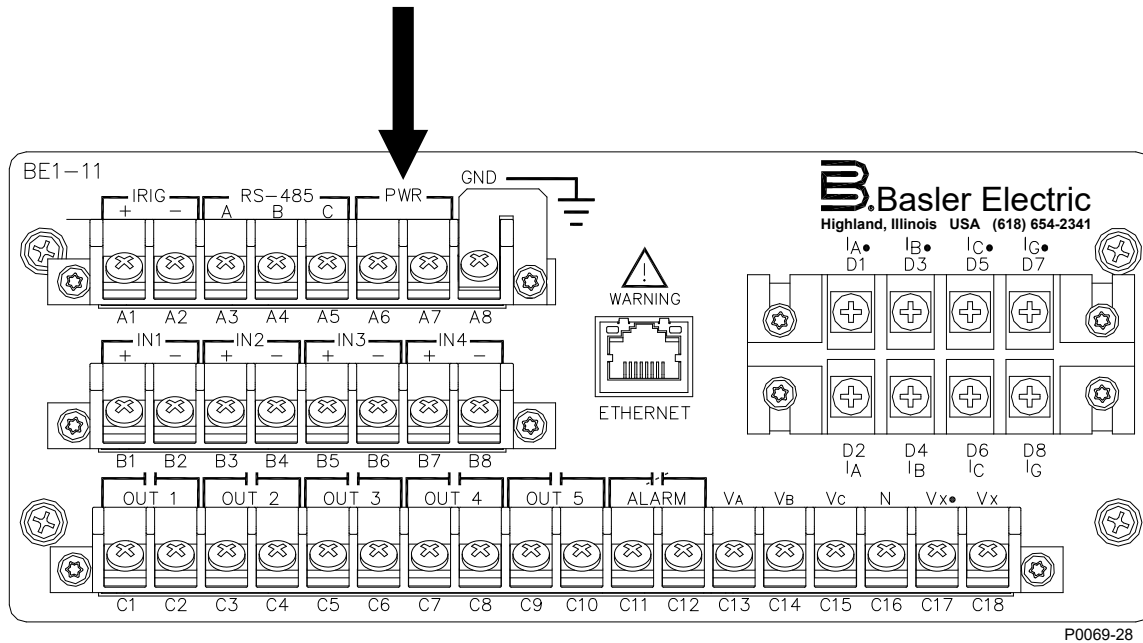 BE1-11
IRIG RS-485 PWR GND
+ − A B C
A1 A2 A3 A4 A5 A6 A7 A8
IN1 IN2 IN3 IN4
+ − + − + − + −
B1 B2 B3 B4 B5 B6 B7 B8
WARNING
ETHERNET
B.Basler Electric
Highland, Illinois USA (618) 654-2341
IA• IB• IC• IG•
D1 D3 D5 D7
D2 D4 D6 D8
IA IB IC IG
OUT 1 OUT 2 OUT 3 OUT 4 OUT 5 ALARM VA VB VC N VX• VX
C1 C2 C3 C4 C5 C6 C7 C8 C9 C10 C11 C12 C13 C14 C15 C16 C17 C18
P0069-28